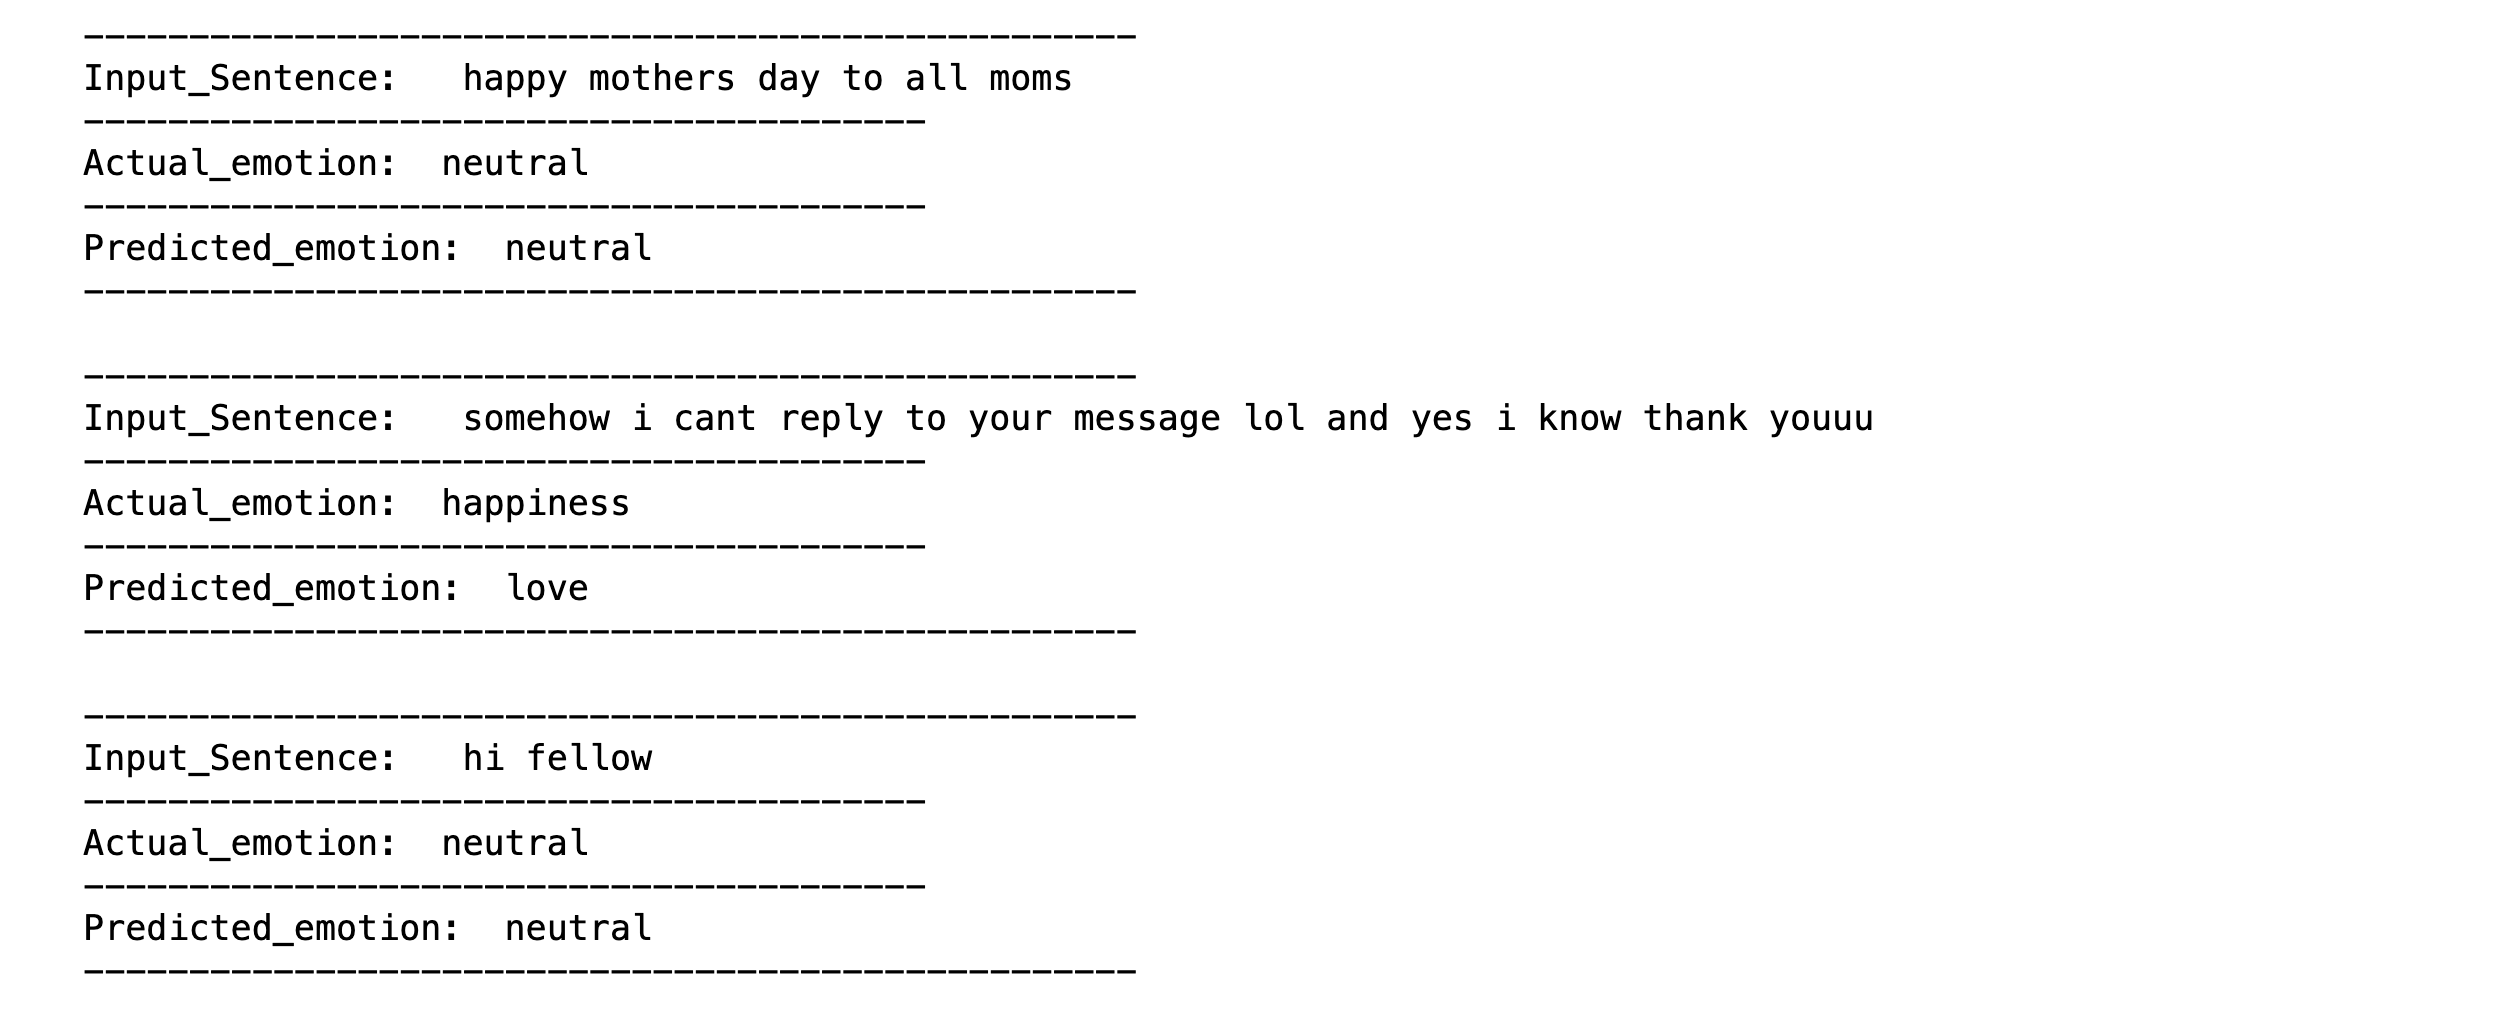 --------------------------------------------------
Input_Sentence:   happy mothers day to all moms
----------------------------------------
Actual_emotion:  neutral
----------------------------------------
Predicted_emotion:  neutral
--------------------------------------------------

--------------------------------------------------
Input_Sentence:   somehow i cant reply to your message lol and yes i know thank youuu
----------------------------------------
Actual_emotion:  happiness
----------------------------------------
Predicted_emotion:  love
--------------------------------------------------

--------------------------------------------------
Input_Sentence:   hi fellow
----------------------------------------
Actual_emotion:  neutral
----------------------------------------
Predicted_emotion:  neutral
--------------------------------------------------